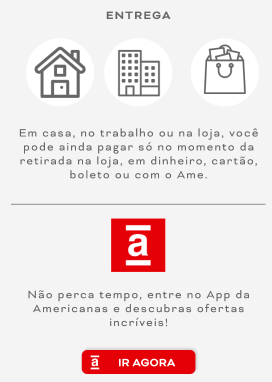 ENTREGA
Em casa, no trabalho ou na loja, você
pode ainda pagar só no momento da
retirada na loja, em dinheiro, cartão,
boleto ou com o Ame.
a
Não perca tempo, entre no App da
Americanas e descubras ofertas
incríveis!
a IR AGORA